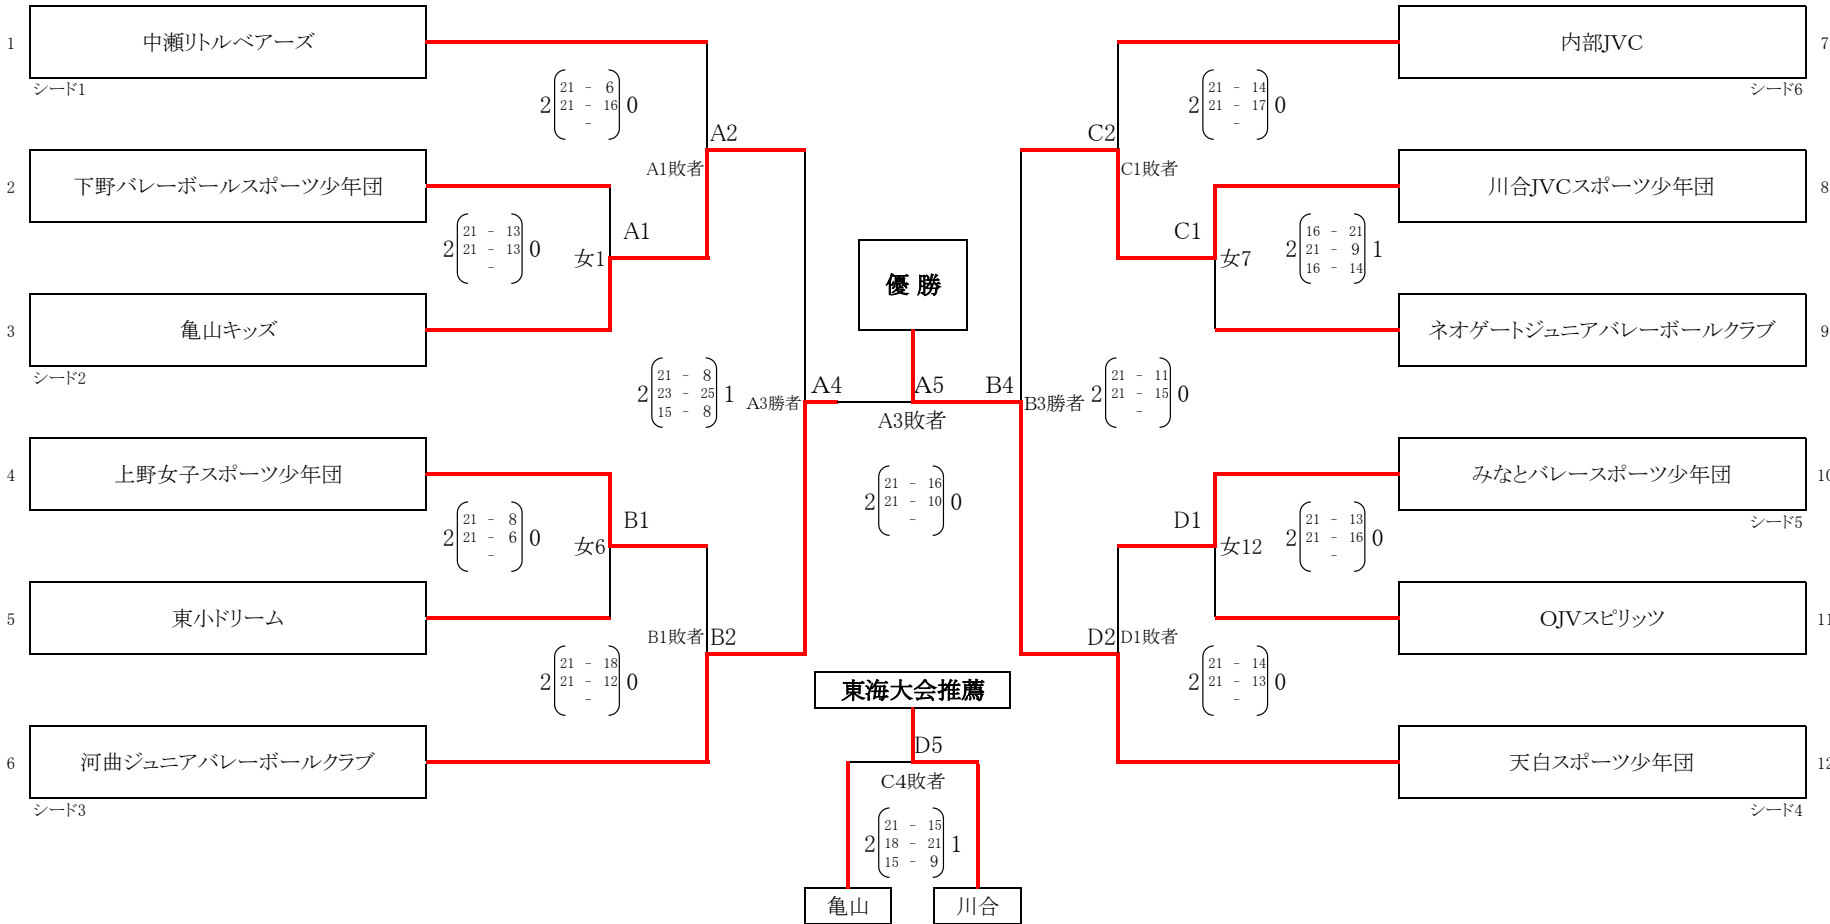 1 中瀬リトルベアーズ
シード1
2 21 - 6 0
21 - 16
-
A2
A1敗者
2 下野バレーボールスポーツ少年団
2 21 - 13 0
21 - 13
-
A1
女1
3 亀山キッズ
シード2
2 21 - 8 1
23 - 25
15 - 8
A4
A3勝者
4 上野女子スポーツ少年団
2 21 - 8 0
21 - 6
-
B1
女6
5 東小ドリーム
B1敗者 B2
2 21 - 18 0
21 - 12
-
6 河曲ジュニアバレーボールクラブ
シード3
優 勝
A5
A3敗者
2 21 - 16 0
21 - 10
-
東海大会推薦
D5
C4敗者
2 21 - 15 1
18 - 21
15 - 9
亀山 川合
内部JVC 7
シード6
2 21 - 14 0
21 - 17
-
C2
C1敗者
川合JVCスポーツ少年団 8
C1
女7
2 16 - 21 1
21 - 9
16 - 14
ネオゲートジュニアバレーボールクラブ 9
B4
B3勝者
2 21 - 11 0
21 - 15
-
みなとバレースポーツ少年団 10
シード5
D1
女12
2 21 - 13 0
21 - 16
-
OJVスピリッツ 11
D2 D1敗者
2 21 - 14 0
21 - 13
-
天白スポーツ少年団 12
シード4